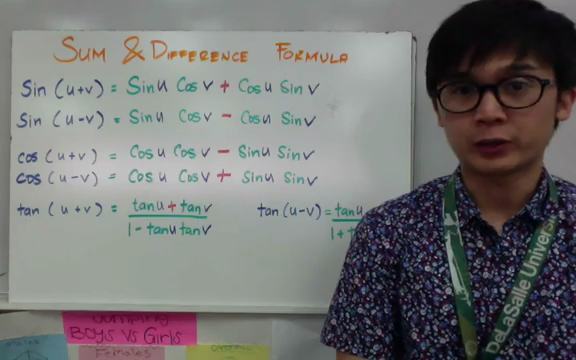 SUM & DIFFERENCE FORMULA
Sin (u+v) = Sinu Cosv + Cosu Sinv
Sin (u-v) = Sinu Cosv - Cosu Sinv
cos (u+v) = Cosu Cosv - Sinu Sinv
cos (u-v) = Cosu Cosv + Sinu Sinv
tan (u+v) = tanu + tanv
1 - tanu tanv
tan (u-v) = tanu
1 + t
BOYS VS GIRLS
Females
DeLaSalle Univers